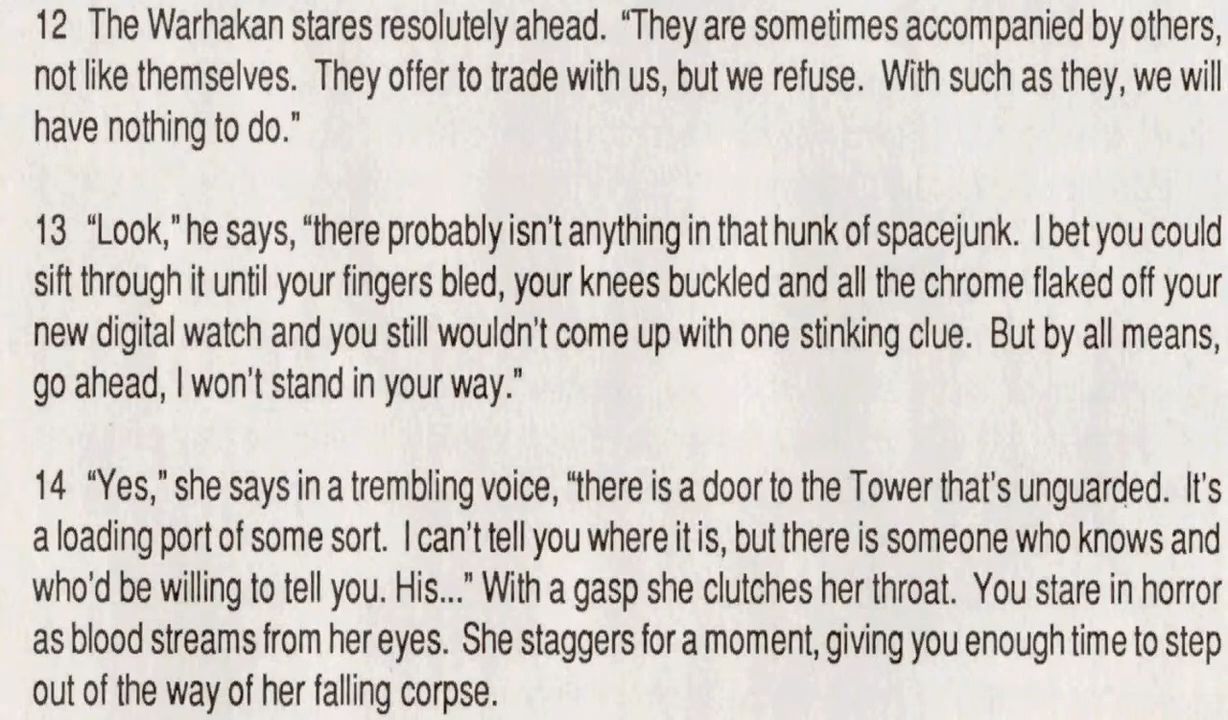 12 The Warhakan stares resolutely ahead. “They are sometimes accompanied by others,
not like themselves. They offer to trade with us, but we refuse. With such as they, we will
have nothing to do.”
13 “Look,” he says, “there probably isn't anything in that hunk of spacejunk. I bet you could
sift through it until your fingers bled, your knees buckled and all the chrome flaked off your
new digital watch and you still wouldn't come up with one stinking clue. But by all means,
go ahead, I won't stand in your way.”
14 “Yes,” she says in a trembling voice, “there is a door to the Tower that's unguarded. It's
a loading port of some sort. I can't tell you where it is, but there is someone who knows and
who'd be willing to tell you. His...” With a gasp she clutches her throat. You stare in horror
as blood streams from her eyes. She staggers for a moment, giving you enough time to step
out of the way of her falling corpse.